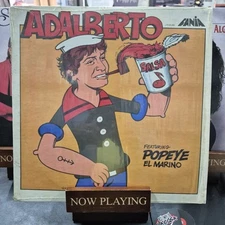 ADALBERTO
FANIA
SALSA
FEATURING
POPEYE
EL MARINO
NOW PLAYING